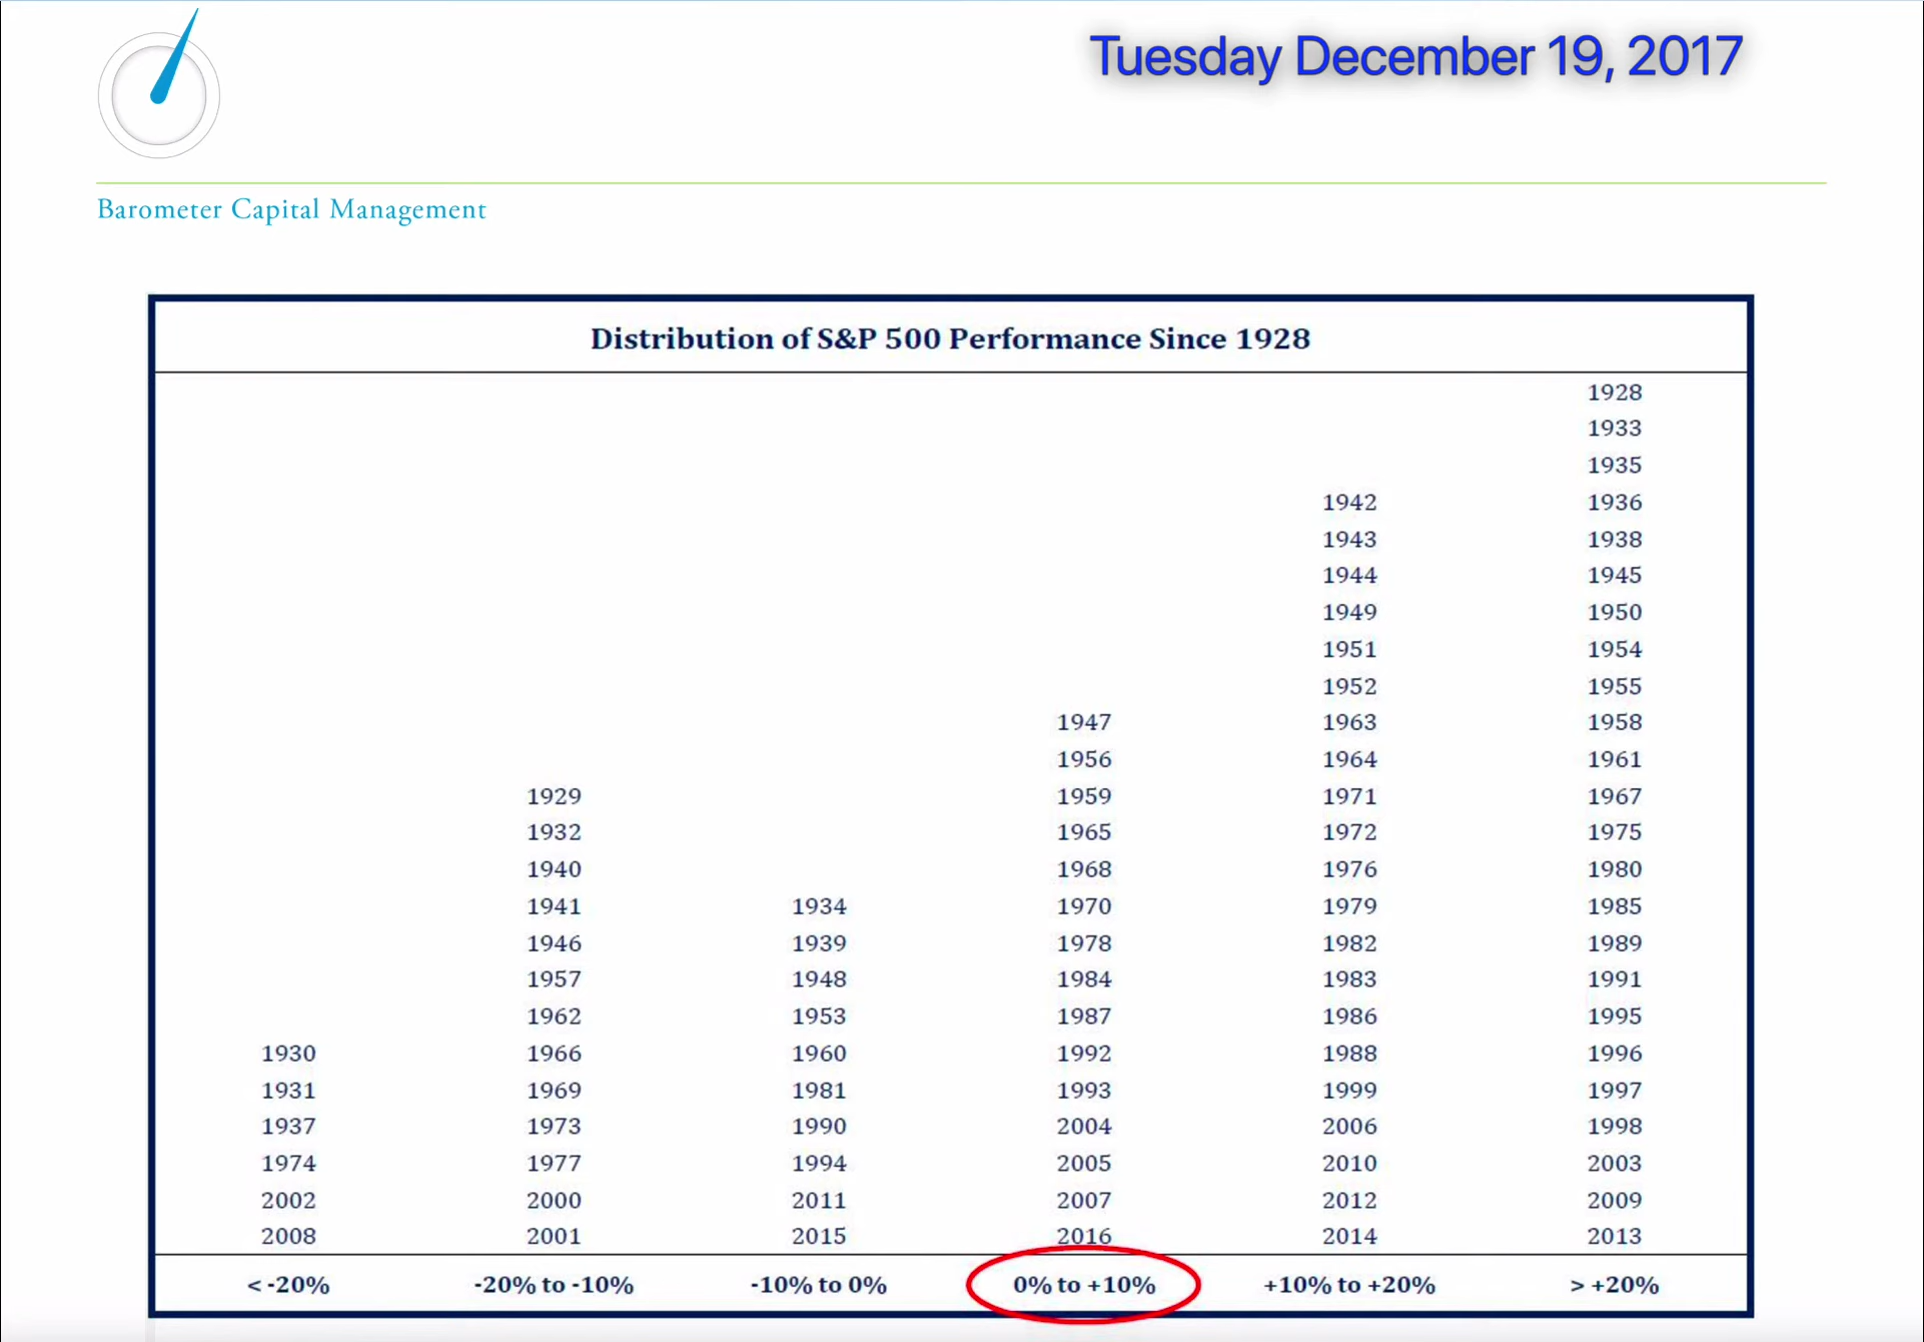 Tuesday December 19, 2017
Barometer Capital Management
Distribution of S&P 500 Performance Since 1928
1928
1933
1935
1942 1936
1943 1938
1944 1945
1949 1950
1951 1954
1952 1955
1947 1963 1958
1956 1964 1961
1929 1959 1971 1967
1932 1965 1972 1975
1940 1968 1976 1980
1941 1934 1970 1979 1985
1946 1939 1978 1982 1989
1957 1948 1984 1983 1991
1962 1953 1987 1986 1995
1930 1966 1960 1992 1988 1996
1931 1969 1981 1993 1999 1997
1937 1973 1990 2004 2006 1998
1974 1977 1994 2005 2010 2003
2002 2000 2011 2007 2012 2009
2008 2001 2015 2016 2014 2013
< -20% -20% to -10% -10% to 0% 0% to +10% +10% to +20% > +20%